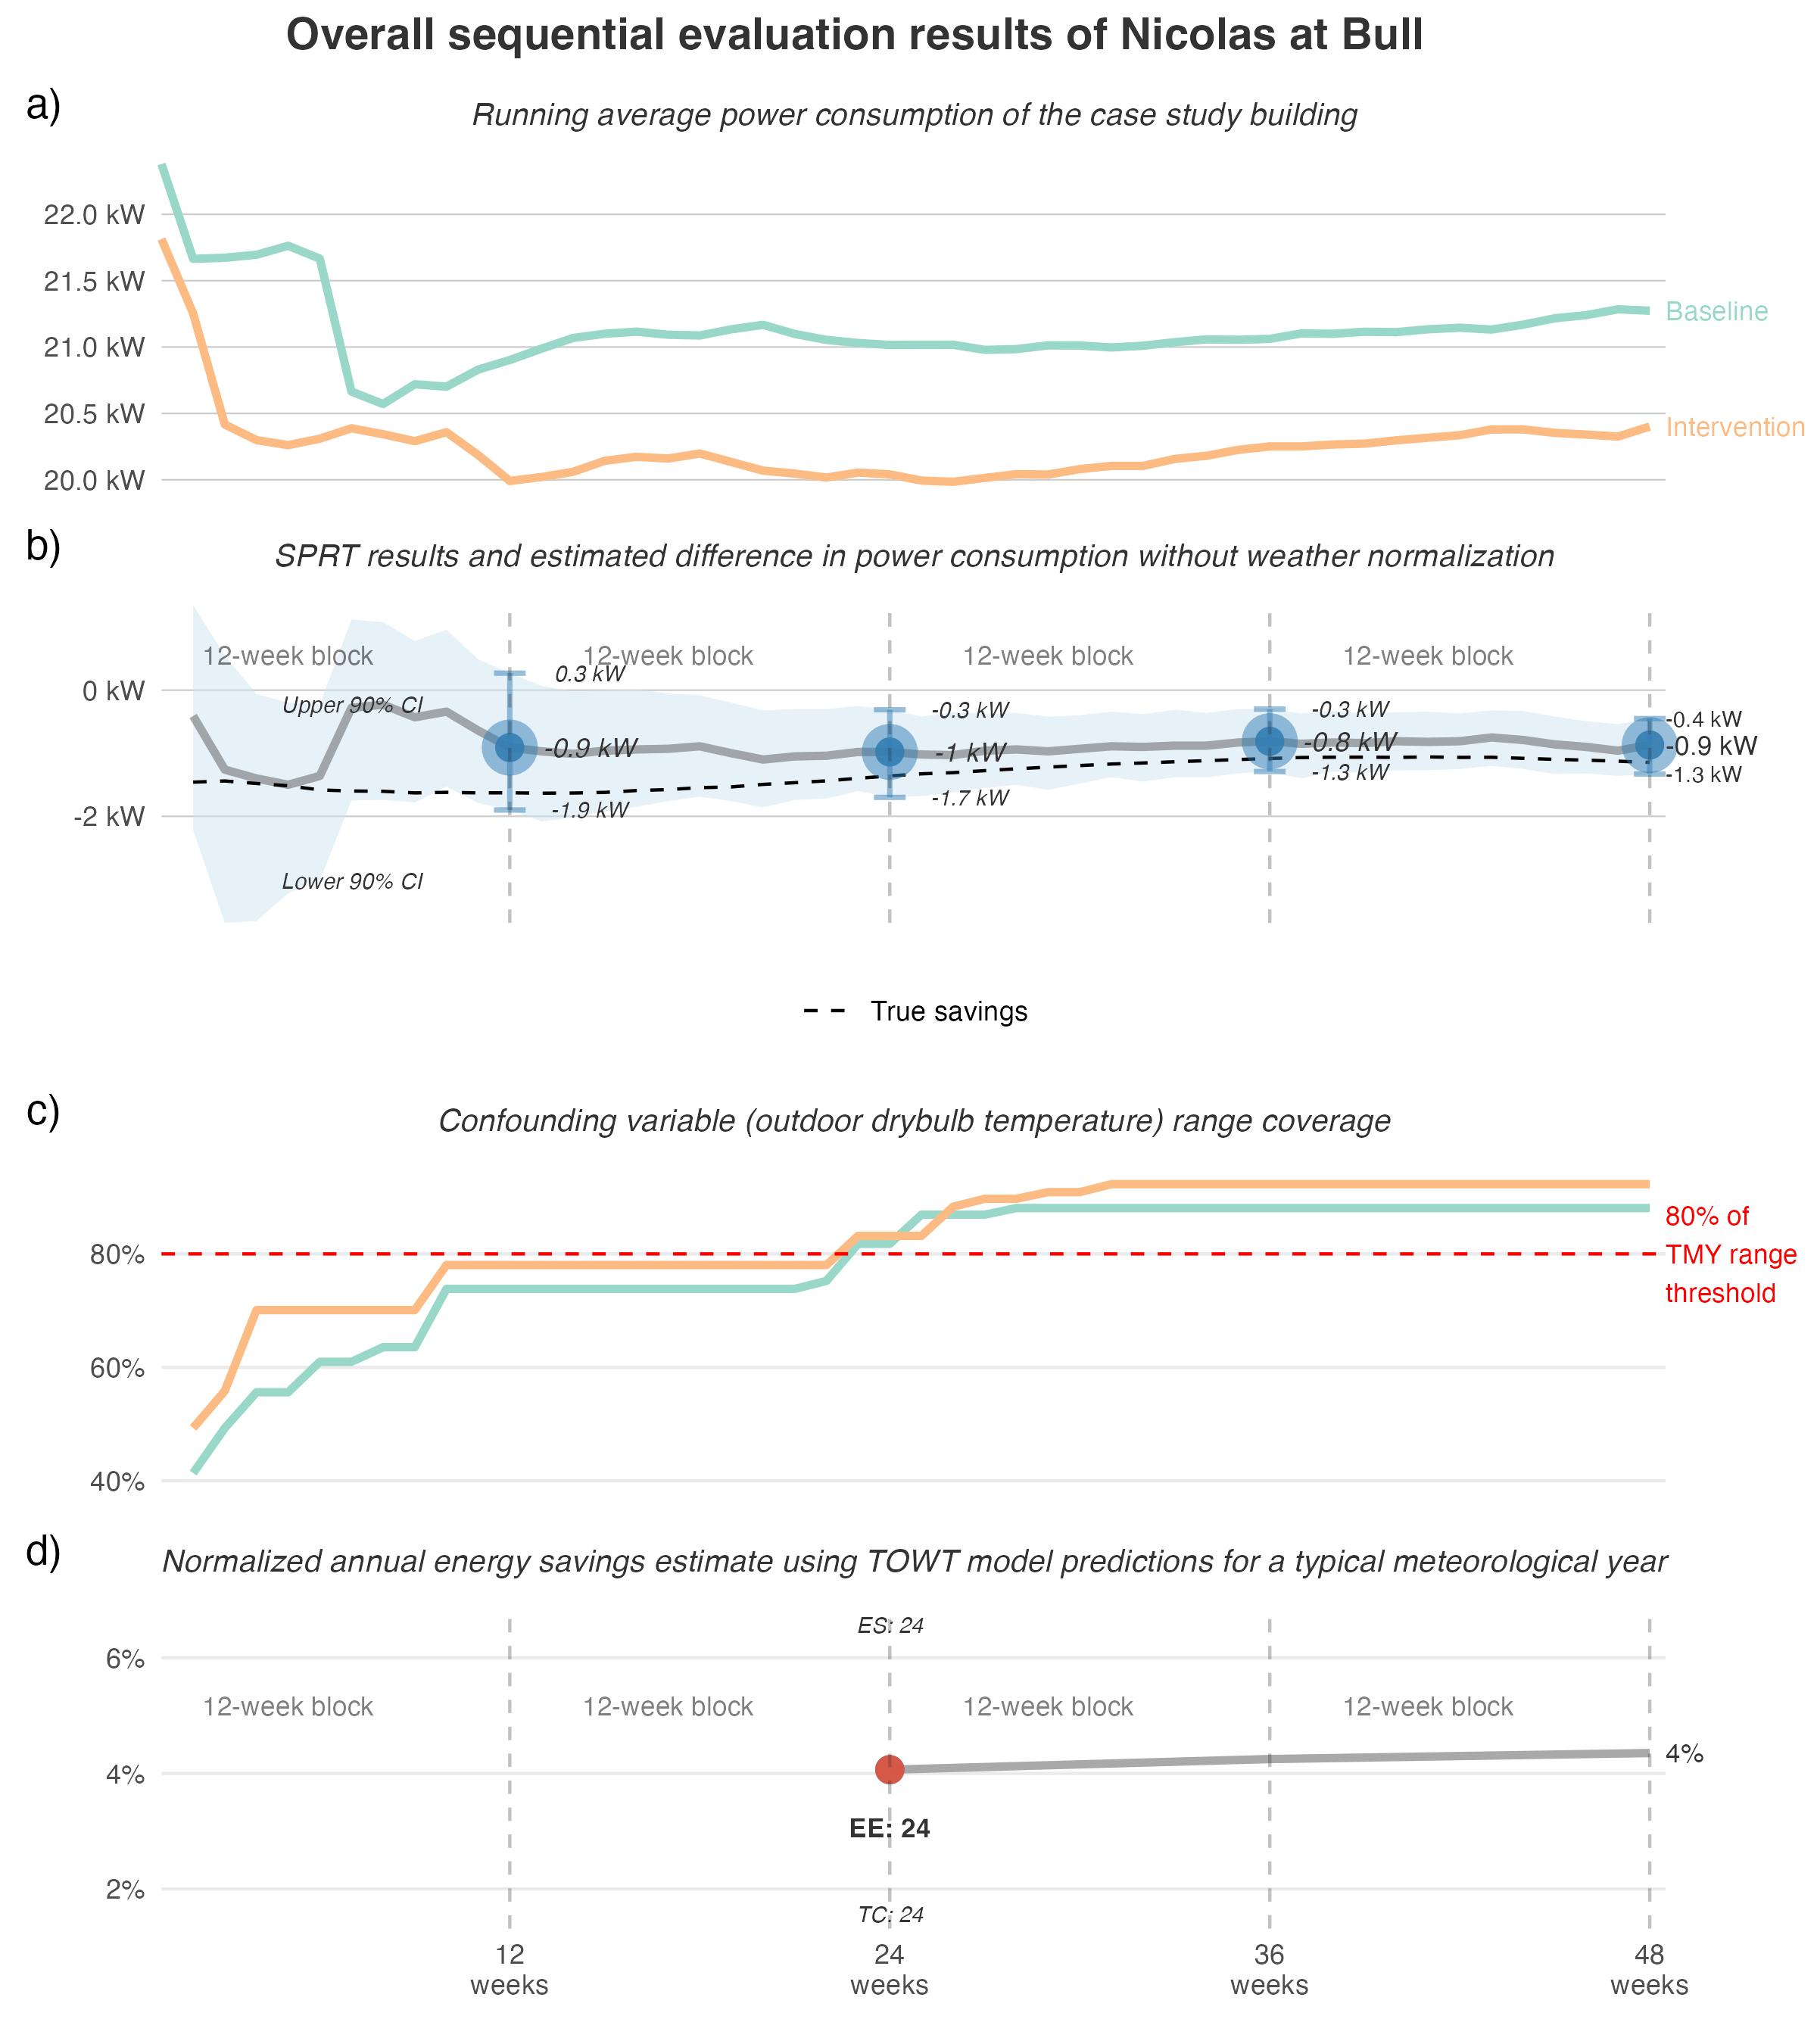 Overall sequential evaluation results of Nicolas at Bull
a)
Running average power consumption of the case study building
22.0 kW
21.5 kW
21.0 kW
20.5 kW
20.0 kW
Baseline
Intervention
b)
SPRT results and estimated difference in power consumption without weather normalization
12-week block
12-week block
12-week block
12-week block
0 kW
-2 kW
Upper 90% CI
Lower 90% CI
0.3 kW
-0.9 kW
-1.9 kW
-0.3 kW
-1 kW
-1.7 kW
-0.3 kW
-0.8 kW
-1.3 kW
-0.4 kW
-0.9 kW
-1.3 kW
True savings
c)
Confounding variable (outdoor drybulb temperature) range coverage
80%
60%
40%
80% of
TMY range
threshold
d)
Normalized annual energy savings estimate using TOWT model predictions for a typical meteorological year
ES: 24
6%
4%
2%
12-week block
12-week block
12-week block
12-week block
4%
EE: 24
TC: 24
12
weeks
24
weeks
36
weeks
48
weeks